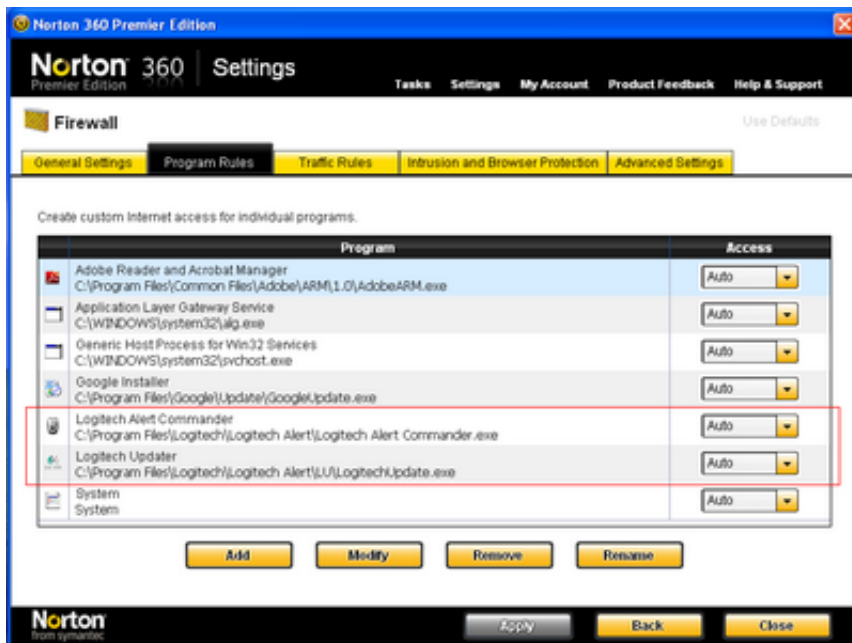 Norton 360 Premier Edition
Norton 360 Settings
Premier Edition
Tasks Settings My Account Product Feedback Help & Support
Firewall
Use Defaults
General Settings Program Rules Traffic Rules Intrusion and Browser Protection Advanced Settings
Create custom Internet access for individual programs.
Program Access
Adobe Reader and Acrobat Manager
C:\Program Files\Common Files\Adobe\ARM\1.0\AdobeARM.exe
Auto
Application Layer Gateway Service
C:\WINDOWS\system32\alg.exe
Auto
Generic Host Process for Win32 Services
C:\WINDOWS\system32\svchost.exe
Auto
Google Installer
C:\Program Files\Google\Update\GoogleUpdate.exe
Auto
Logitech Alert Commander
C:\Program Files\Logitech\Logitech Alert\Logitech Alert Commander.exe
Auto
Logitech Updater
C:\Program Files\Logitech\Logitech Alert\LU\LogitechUpdate.exe
Auto
System
System
Auto
Add Modify Remove Rename
Norton
from symantec
Apply Back Close